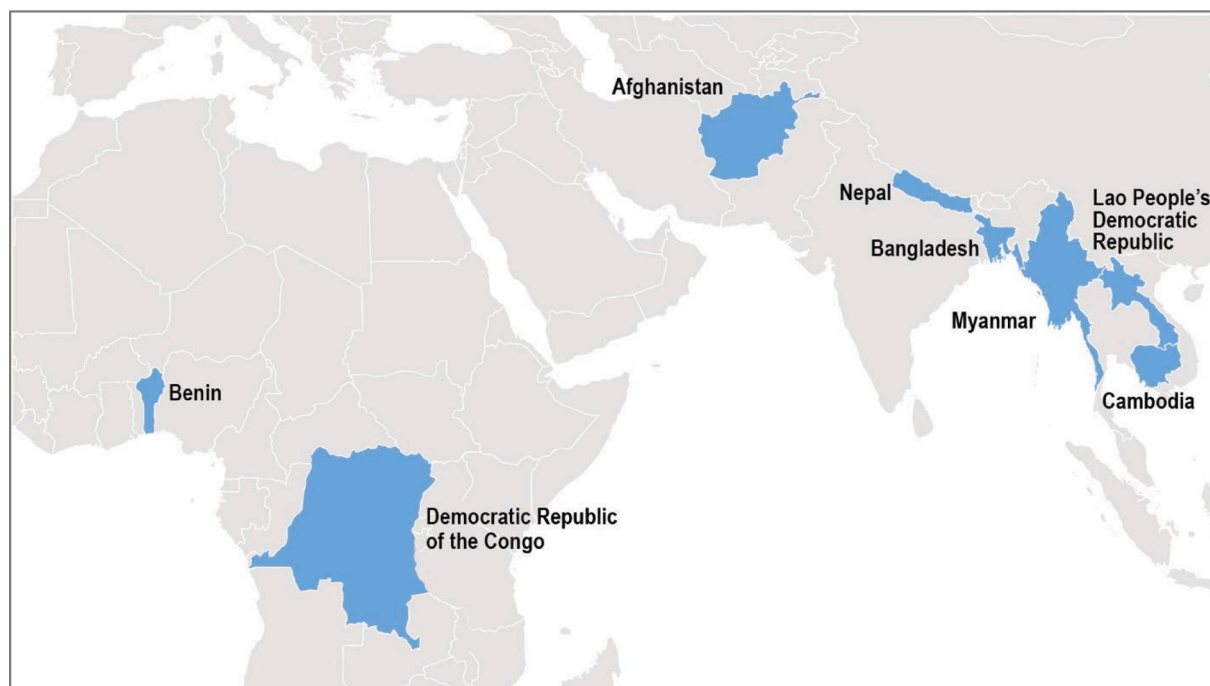 Afghanistan
Nepal
Lao People's
Democratic
Republic
Bangladesh
Myanmar
Benin
Cambodia
Democratic Republic
of the Congo